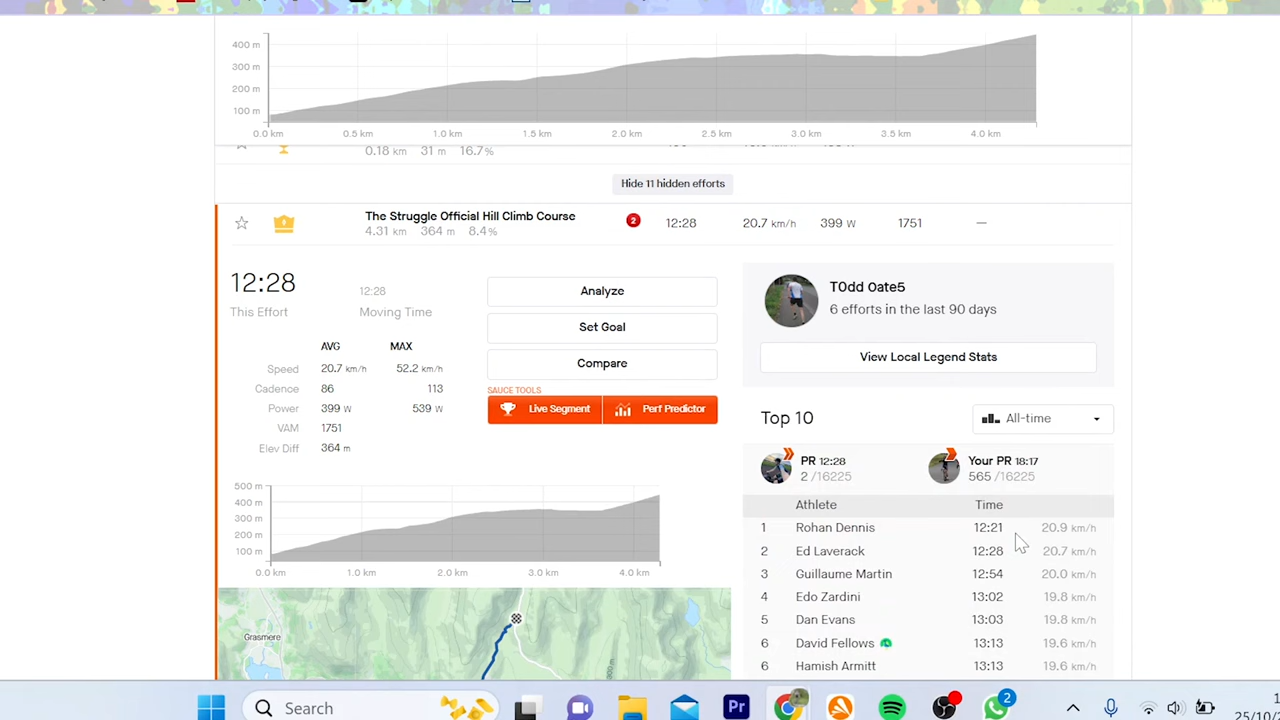 400 m
300 m
200 m
100 m
0.0 km 0.5 km 1.0 km 1.5 km 2.0 km 2.5 km 3.0 km 3.5 km 4.0 km
0.18 km 31 m 16.7%
Hide 11 hidden efforts
The Struggle Official Hill Climb Course 2 12:28 20.7 km/h 399 W 1751 —
4.31 km 364 m 8.4%
12:28
This Effort
12:28
Moving Time
AVG MAX
Speed 20.7 km/h 52.2 km/h
Cadence 86 113
Power 399 W 539 W
VAM 1751
Elev Diff 364 m
Analyze
Set Goal
Compare
SAUCE TOOLS
Live Segment Perf Predictor
500 m
400 m
300 m
200 m
100 m
0.0 km 1.0 km 2.0 km 3.0 km 4.0 km
Grasmere
T0dd 0ate5
6 efforts in the last 90 days
View Local Legend Stats
Top 10 All-time
PR 12:28 Your PR 18:17
2 /16225 565 /16225
Athlete Time
1 Rohan Dennis 12:21 20.9 km/h
2 Ed Laverack 12:28 20.7 km/h
3 Guillaume Martin 12:54 20.0 km/h
4 Edo Zardini 13:02 19.8 km/h
5 Dan Evans 13:03 19.8 km/h
6 David Fellows 13:13 19.6 km/h
6 Hamish Armitt 13:13 19.6 km/h
Search Pr 2
25/10/2